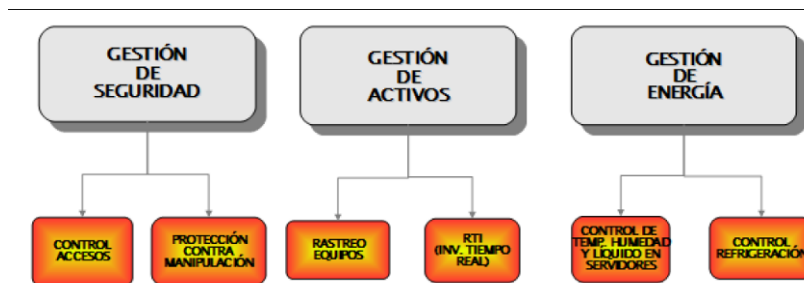 GESTIÓN
DE
SEGURIDAD
GESTIÓN
DE
ACTIVOS
GESTIÓN
DE
ENERGÍA
CONTROL
ACCESOS
PROTECCIÓN
CONTRA
MANIPULACIÓN
RASTREO
EQUIPOS
RTI
(INV. TIEMPO
REAL)
CONTROL DE
TEMP. HUMEDAD
Y LÍQUIDO EN
SERVIDORES
CONTROL
REFRIGERACIÓN